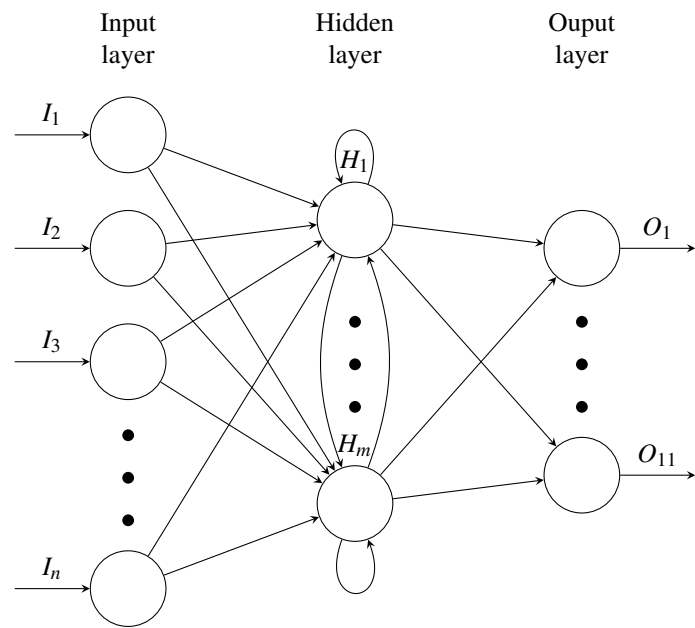 Input
layer
Hidden
layer
Ouput
layer
I1
I2
I3
In
H1
Hm
O1
O11